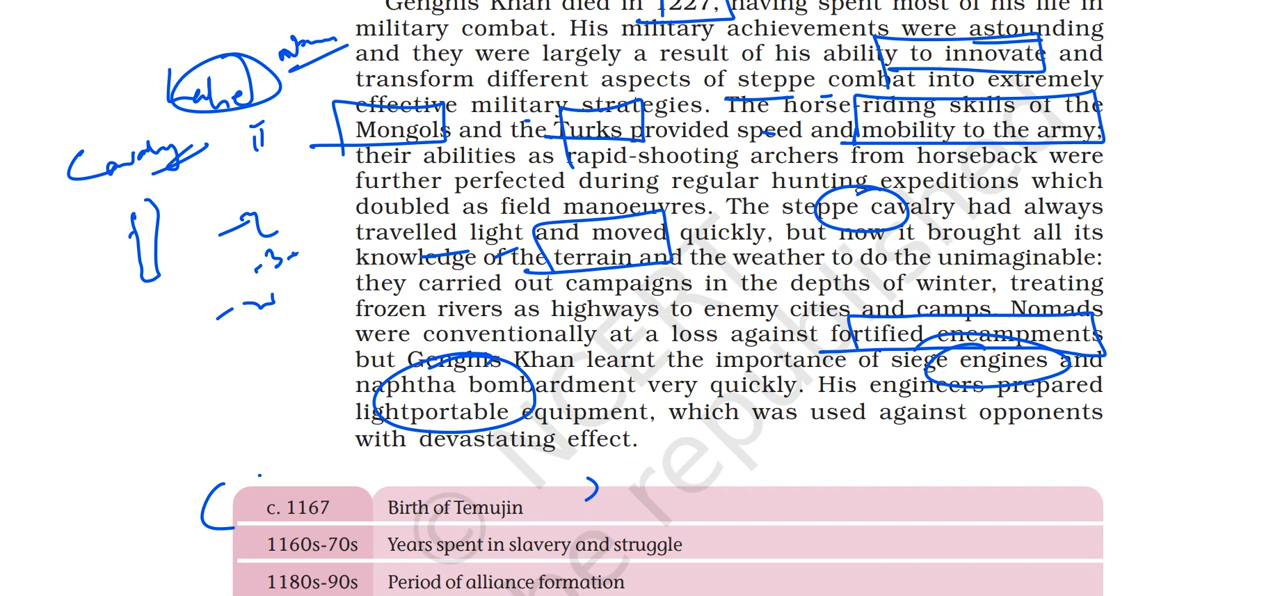 Genghis Khan died in 1227, having spent most of his life in
military combat. His military achievements were astounding
and they were largely a result of his ability to innovate and
transform different aspects of steppe combat into extremely
effective military strategies. The horse-riding skills of the
Mongols and the Turks provided speed and mobility to the army;
their abilities as rapid-shooting archers from horseback were
further perfected during regular hunting expeditions which
doubled as field manoeuvres. The steppe cavalry had always
travelled light and moved quickly, but now it brought all its
knowledge of the terrain and the weather to do the unimaginable:
they carried out campaigns in the depths of winter, treating
frozen rivers as highways to enemy cities and camps. Nomads
were conventionally at a loss against fortified encampments
but Genghis Khan learnt the importance of siege engines and
naphtha bombardment very quickly. His engineers prepared
lightportable equipment, which was used against opponents
with devastating effect.
© NCERT
be republished
c. 1167 Birth of Temujin
1160s-70s Years spent in slavery and struggle
1180s-90s Period of alliance formation